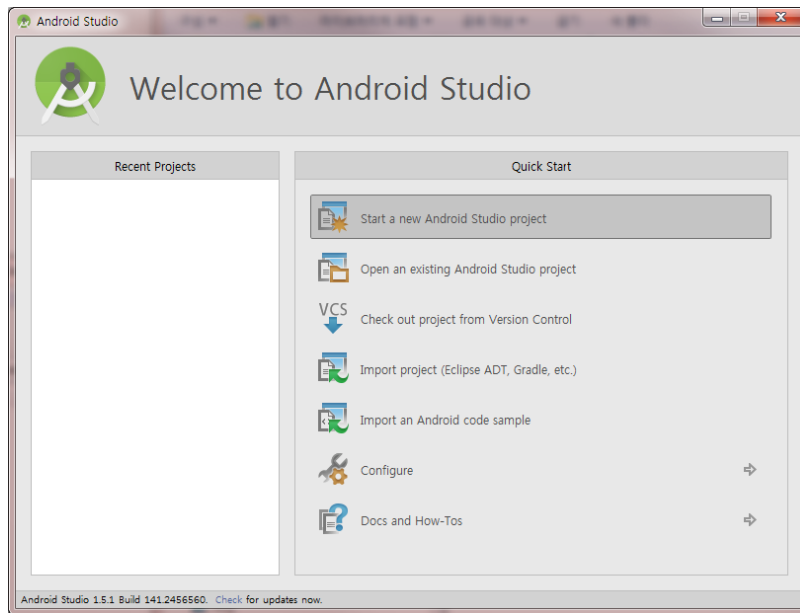 Android Studio
Welcome to Android Studio
Recent Projects
Quick Start
Start a new Android Studio project
Open an existing Android Studio project
VCS
Check out project from Version Control
Import project (Eclipse ADT, Gradle, etc.)
Import an Android code sample
Configure
Docs and How-Tos
Android Studio 1.5.1 Build 141.2456560. Check for updates now.